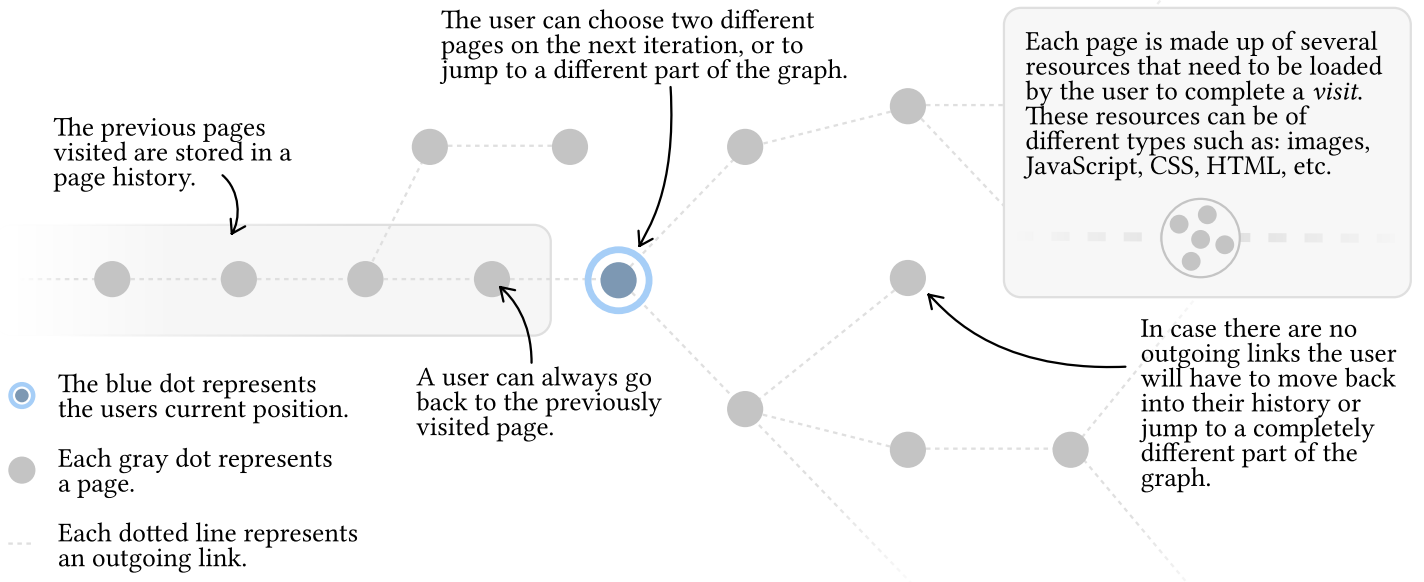 The user can choose two different
pages on the next iteration, or to
jump to a different part of the graph.
Each page is made up of several
resources that need to be loaded
by the user to complete a visit.
These resources can be of
different types such as: images,
JavaScript, CSS, HTML, etc.
The previous pages
visited are stored in a
page history.
The blue dot represents
the users current position.
Each gray dot represents
a page.
Each dotted line represents
an outgoing link.
A user can always go
back to the previously
visited page.
In case there are no
outgoing links the user
will have to move back
into their history or
jump to a completely
different part of the
graph.